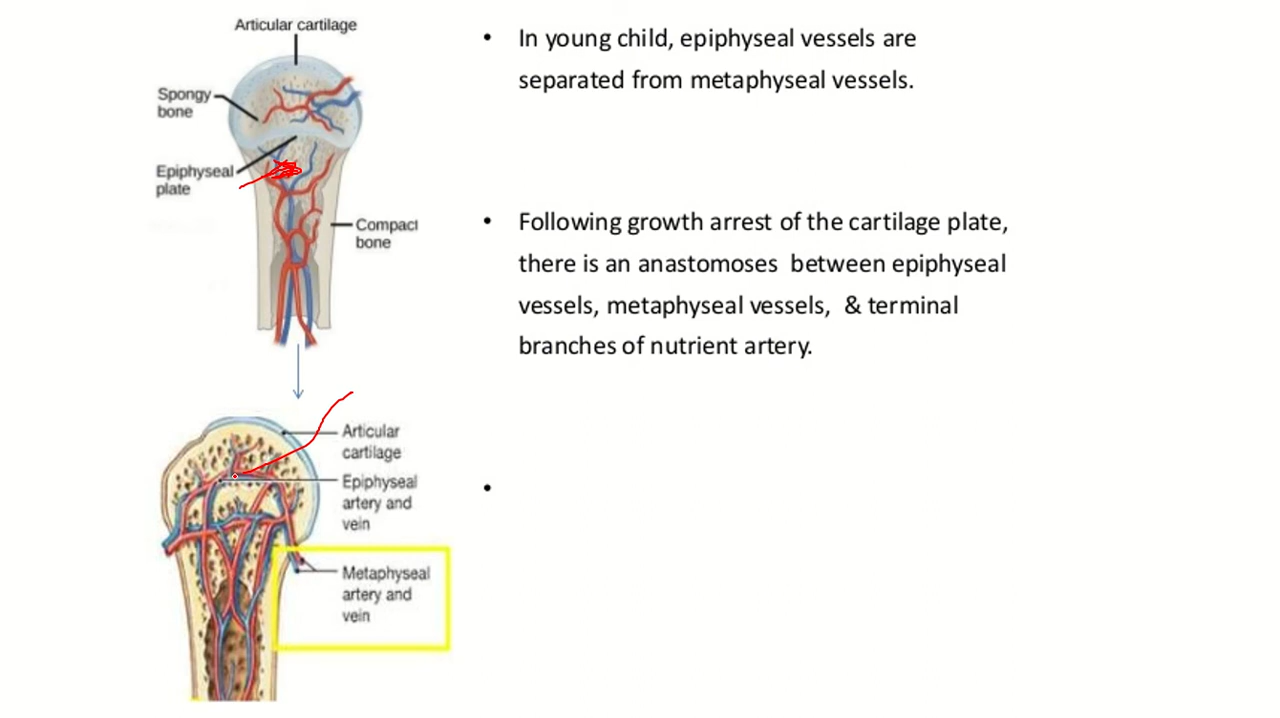 Articular cartilage
Spongy
bone
Epiphyseal
plate
Compact
bone
Articular
cartilage
Epiphyseal
artery and
vein
Metaphyseal
artery and
vein
• In young child, epiphyseal vessels are
separated from metaphyseal vessels.
• Following growth arrest of the cartilage plate,
there is an anastomoses between epiphyseal
vessels, metaphyseal vessels, & terminal
branches of nutrient artery.
•